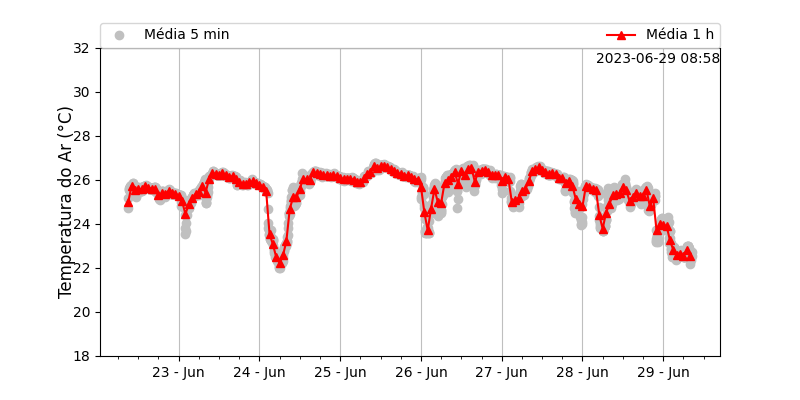 Média 5 min
Média 1 h
2023-06-29 08:58
Temperatura do Ar (°C)
32
30
28
26
24
22
20
18
23 - Jun
24 - Jun
25 - Jun
26 - Jun
27 - Jun
28 - Jun
29 - Jun